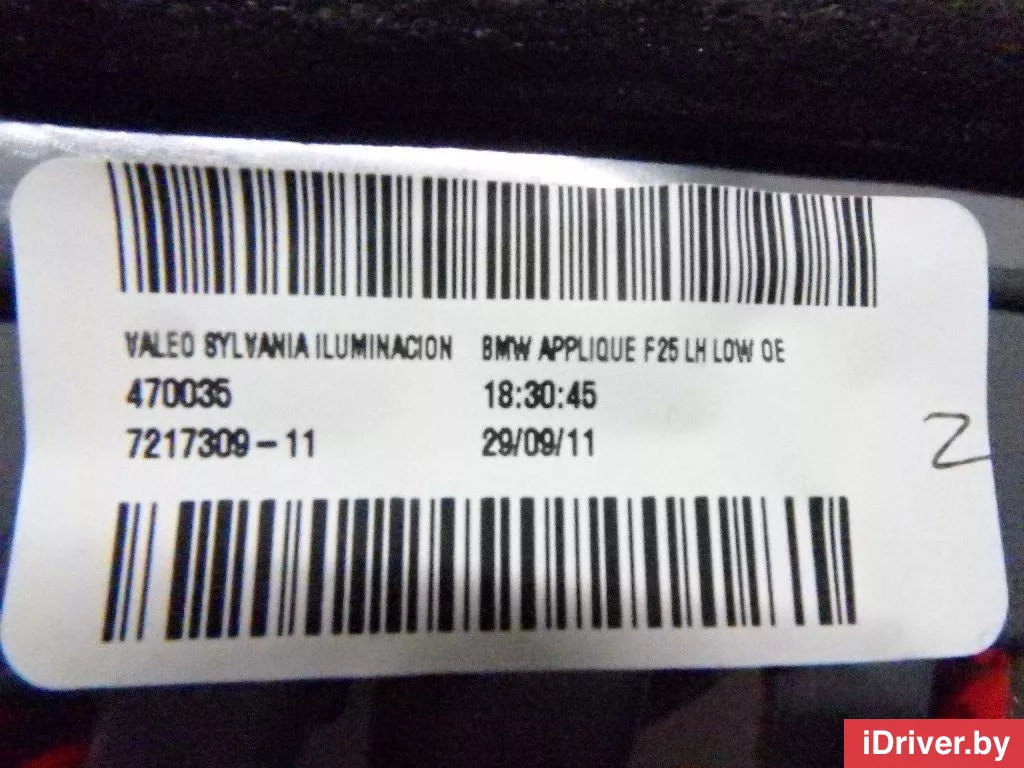 VALEO SYLVANIA ILUMINACION BMW APPLIQUE F25 LH LOW OE
470035 18:30:45
7217309-11 29/09/11
Z
iDriver.by